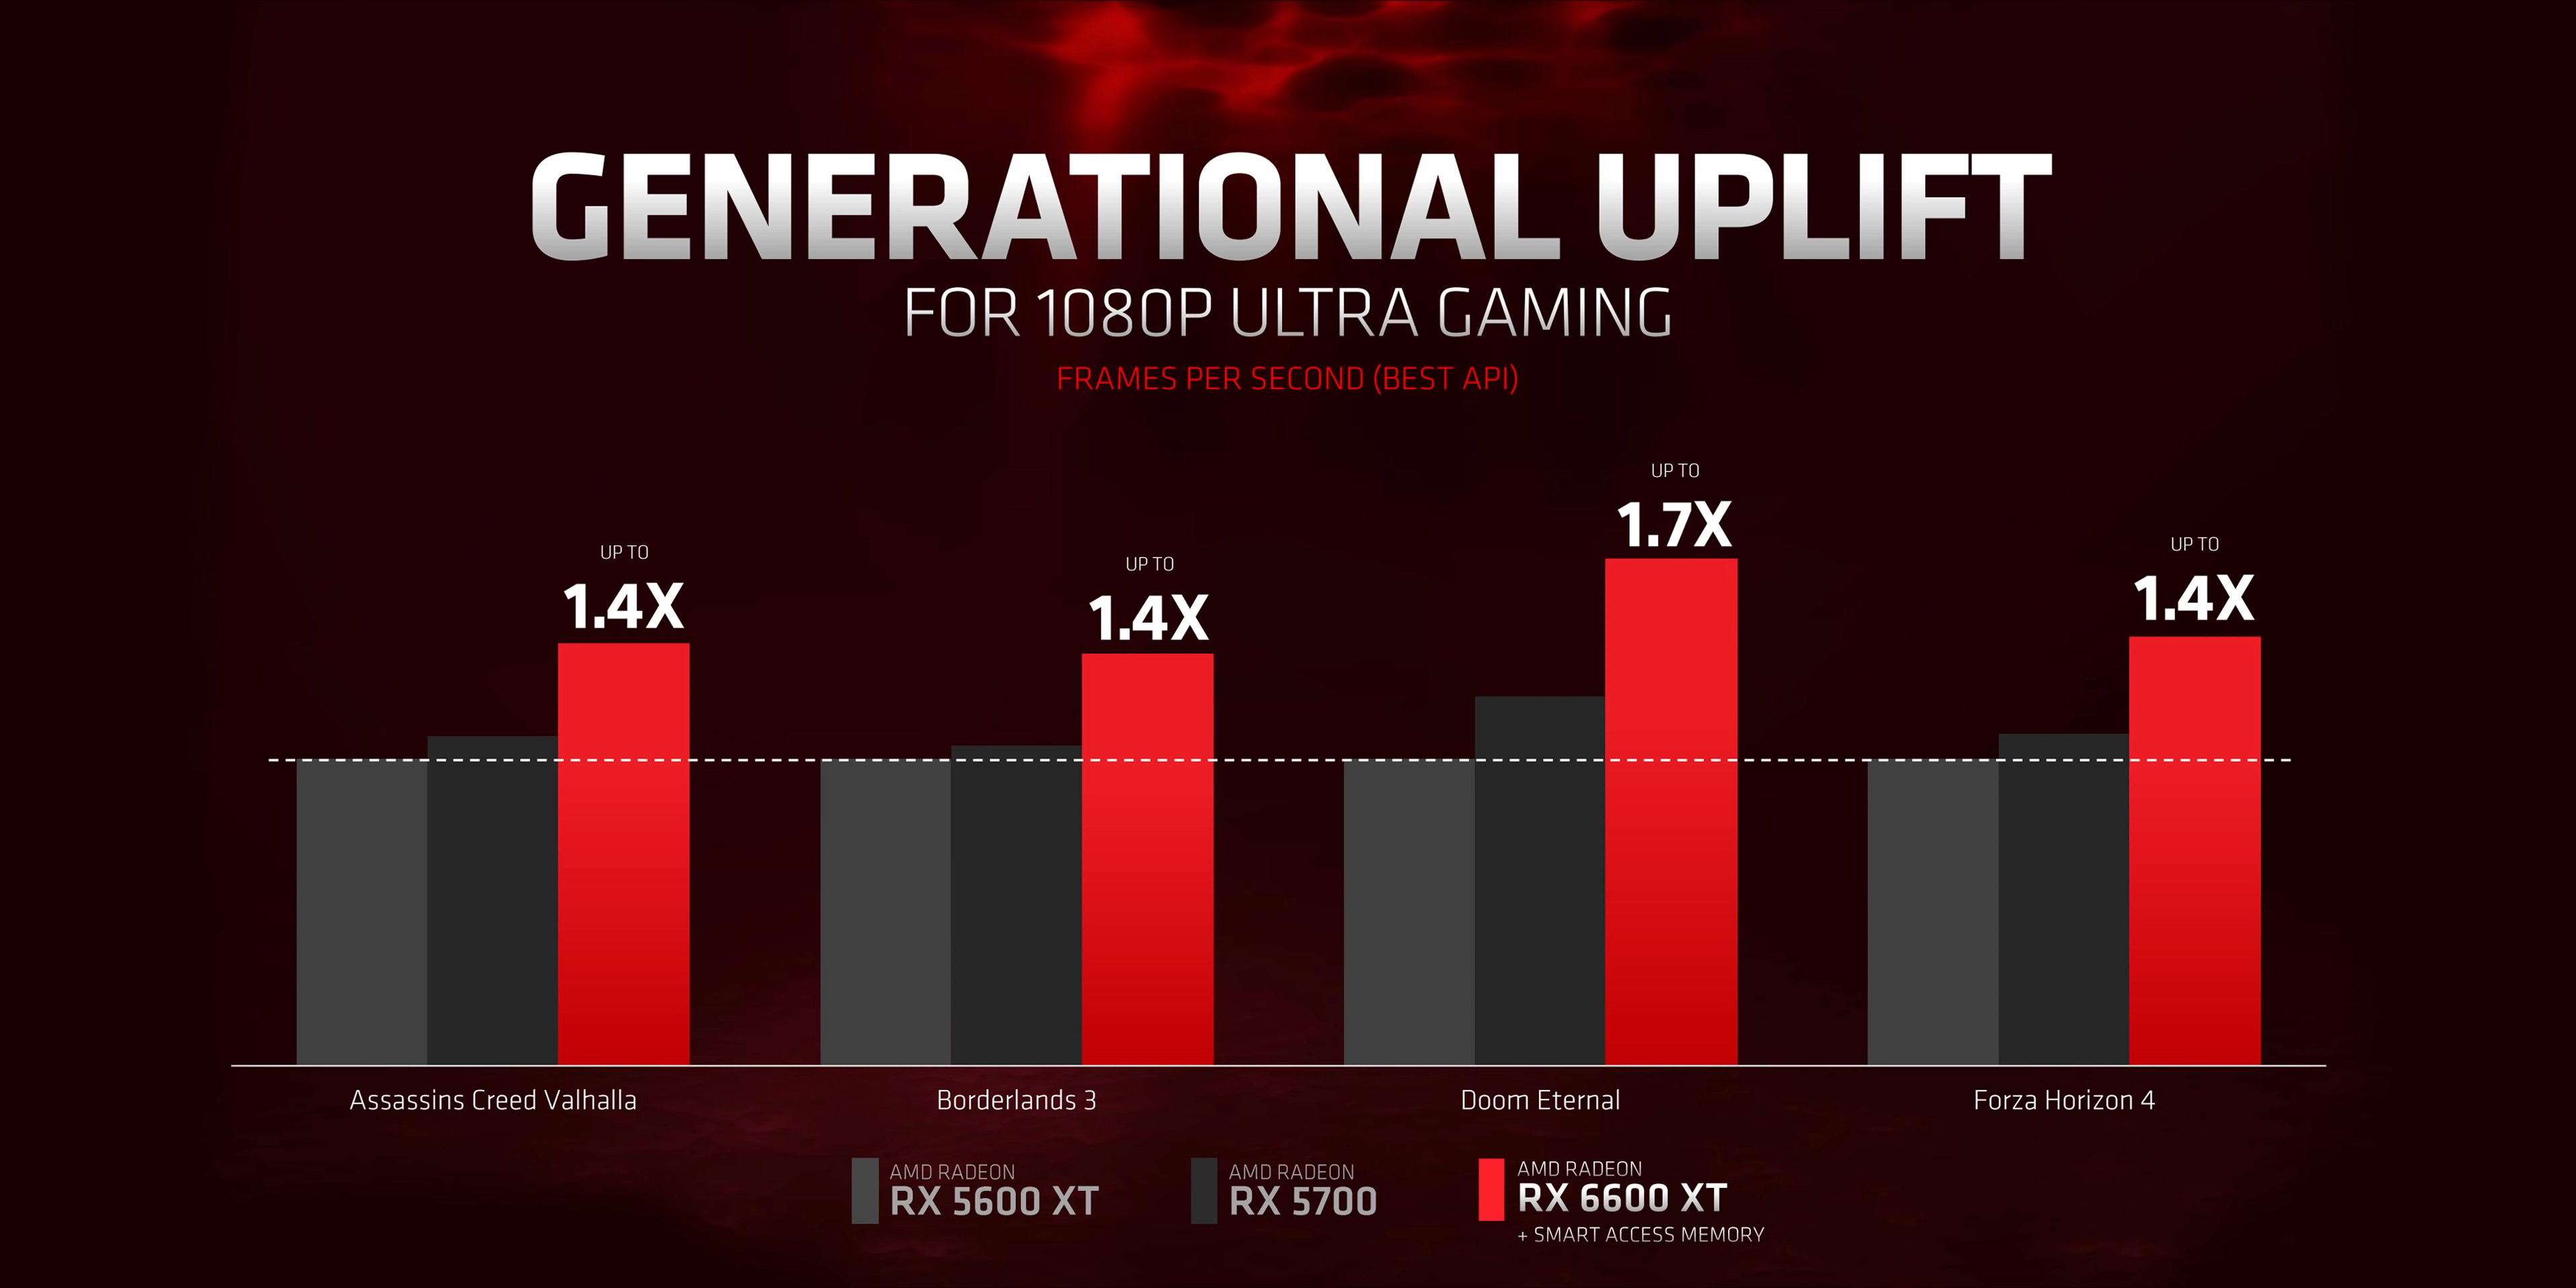 GENERATIONAL UPLIFT
FOR 1080P ULTRA GAMING
FRAMES PER SECOND (BEST API)
UP TO
1.4X
UP TO
1.4X
UP TO
1.7X
UP TO
1.4X
Assassins Creed Valhalla
Borderlands 3
Doom Eternal
Forza Horizon 4
AMD RADEON
RX 5600 XT
AMD RADEON
RX 5700
AMD RADEON
RX 6600 XT
+ SMART ACCESS MEMORY